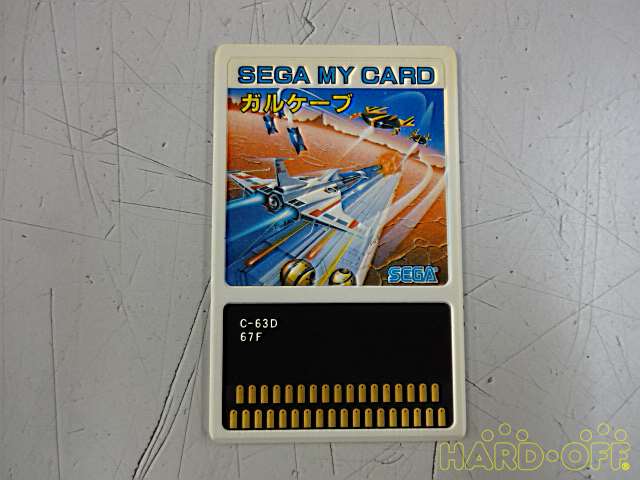 SEGA MY CARD
ガルケーブ
SEGA
C-63D
67F
HARD-OFF